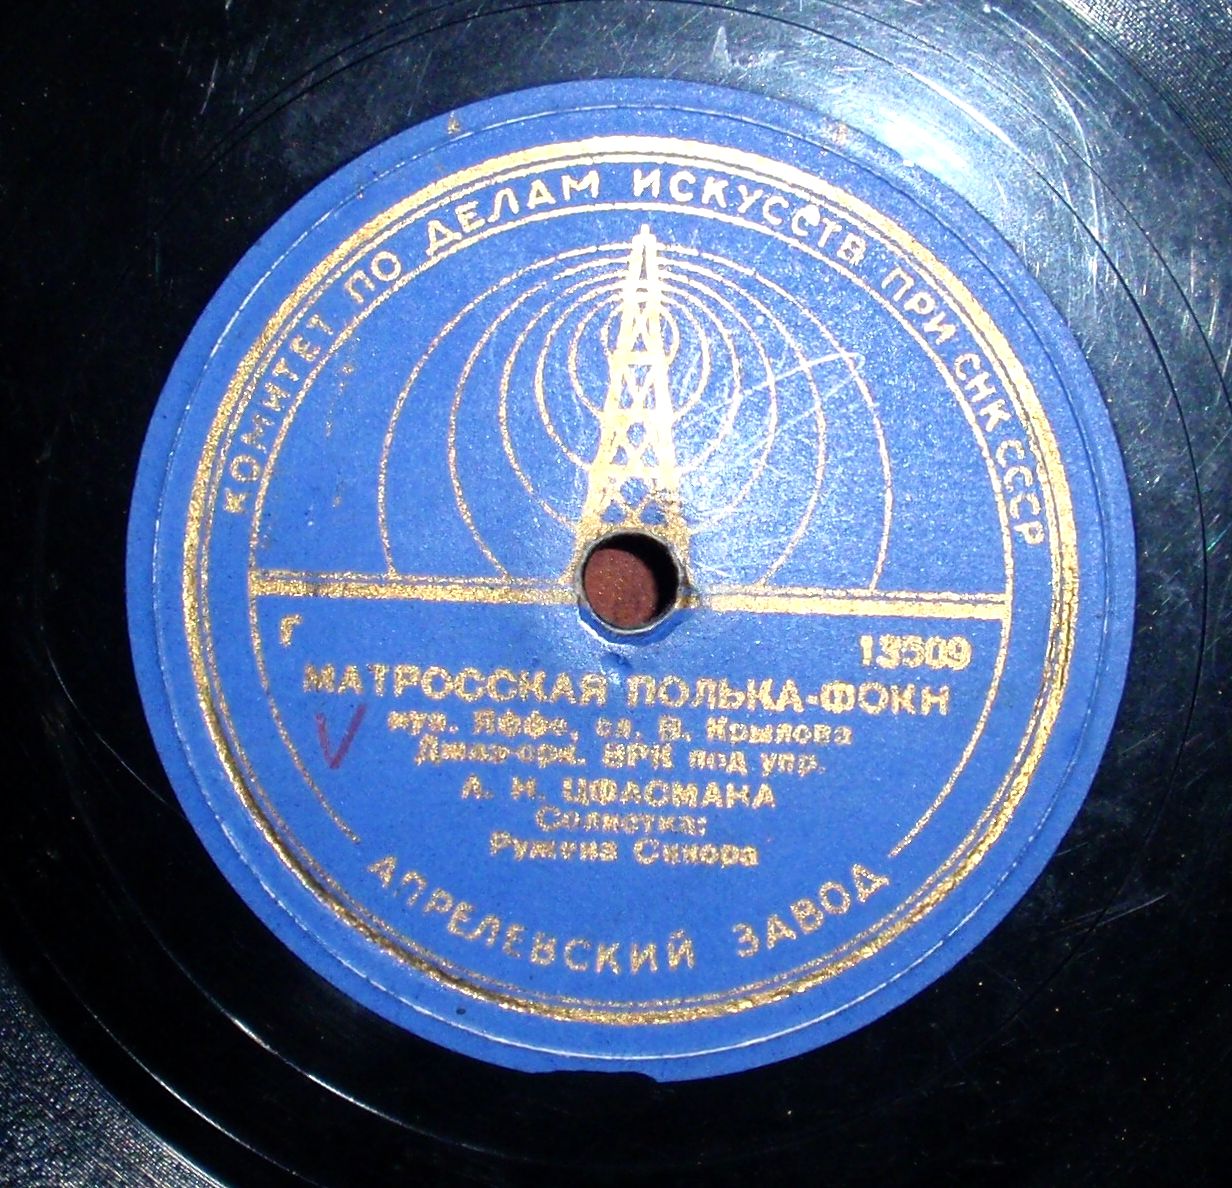 КОМИТЕТ ПО ДЕЛАМ ИСКУССТВ ПРИ СНК СССР
Г
13509
МАТРОССКАЯ ПОЛЬКА-ФОКН
муз. Яффе, сл. В. Крылова
Джаз-орк. ВРК под упр.
А. Н. ЦФАСМАНА
Солистка:
Ружена Сикора
АПРЕЛЕВСКИЙ ЗАВОД